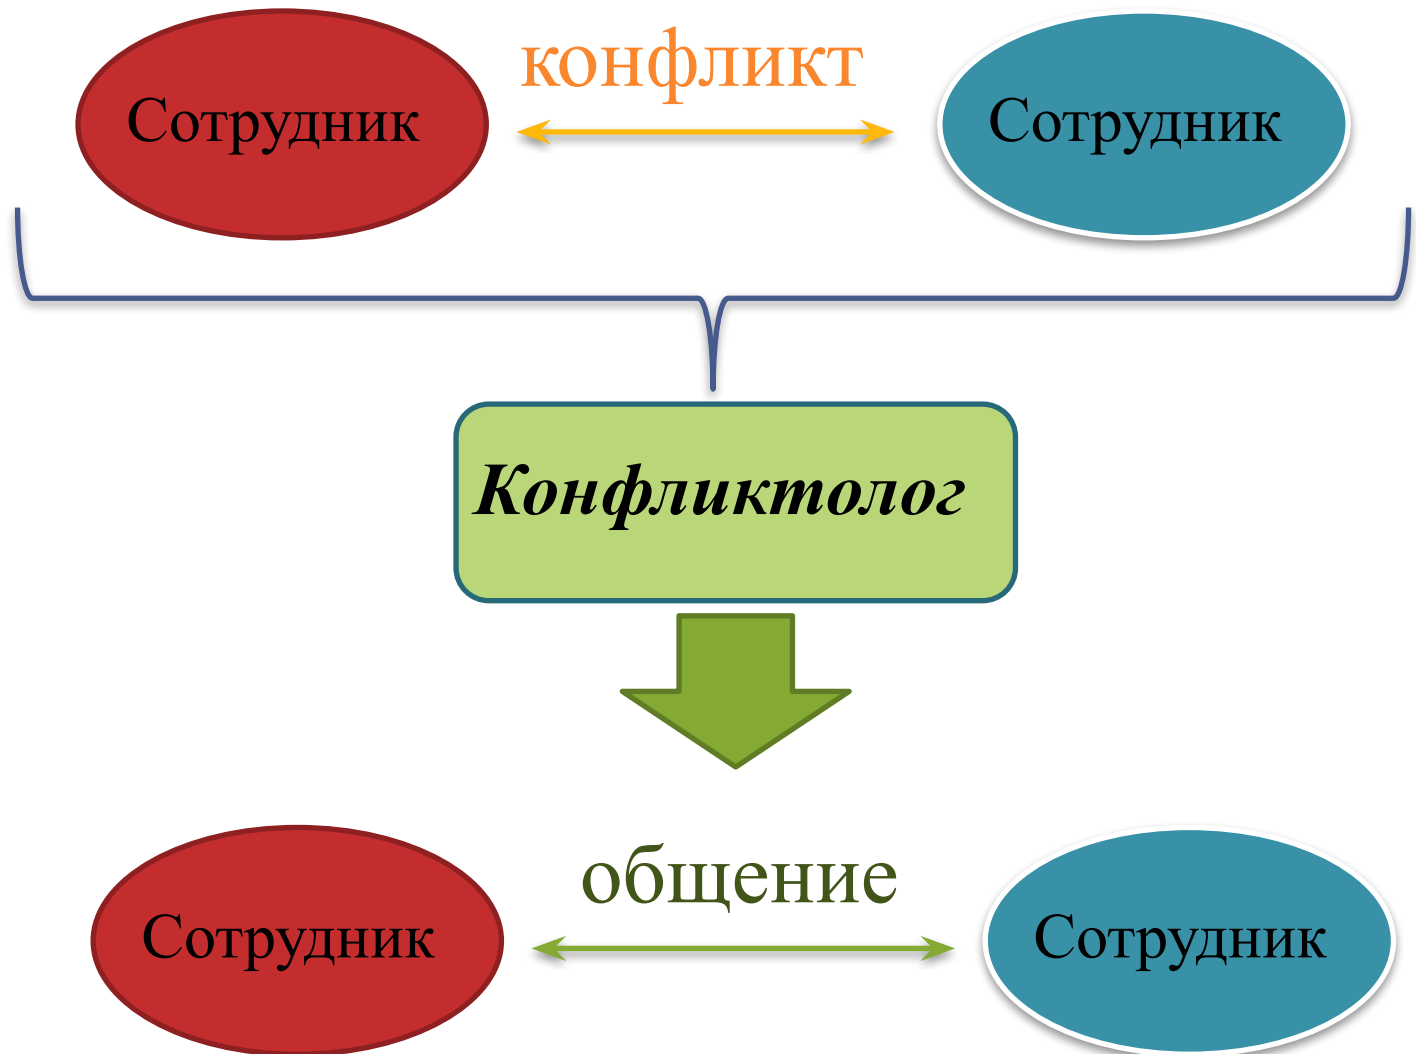 конфликт
Сотрудник
Сотрудник
Конфликтолог
общение
Сотрудник
Сотрудник